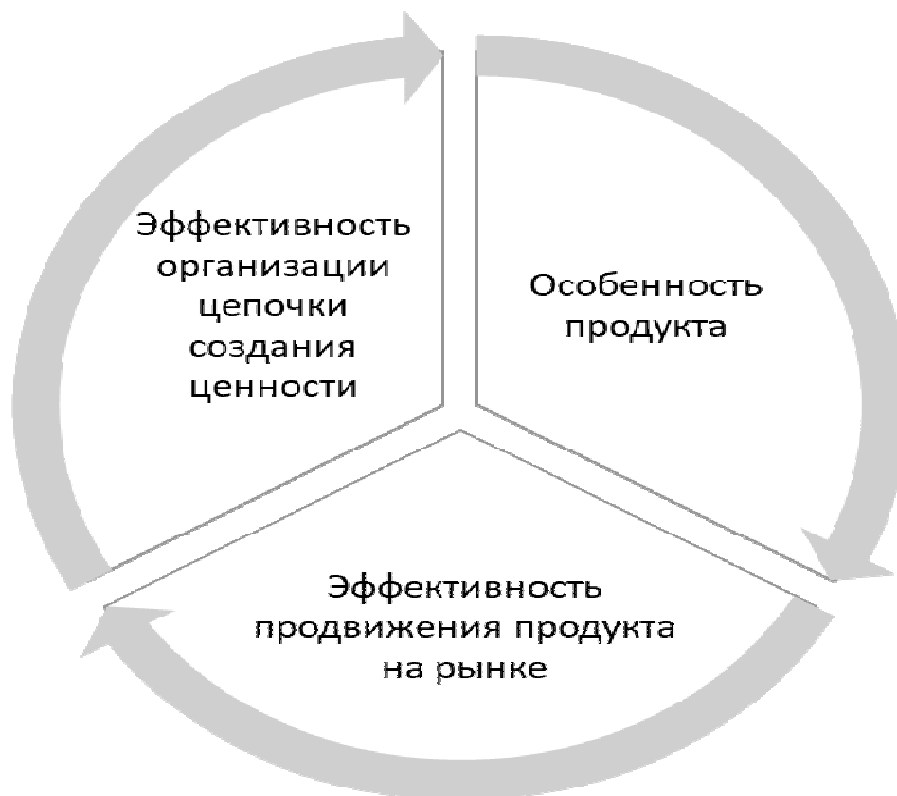 Эффективность
организации
цепочки
создания
ценности
Особенность
продукта
Эффективность
продвижения продукта
на рынке